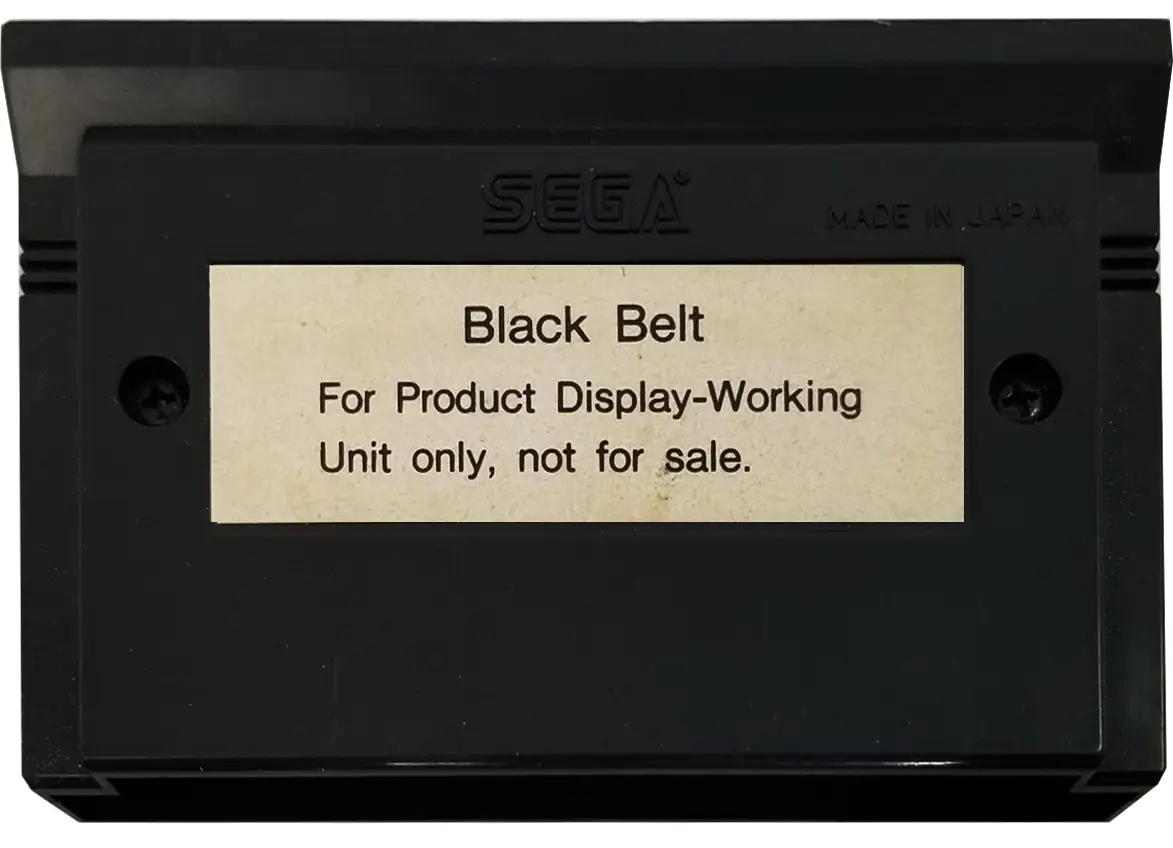 SEGA®
MADE IN JAPAN
Black Belt
For Product Display-Working
Unit only, not for sale.